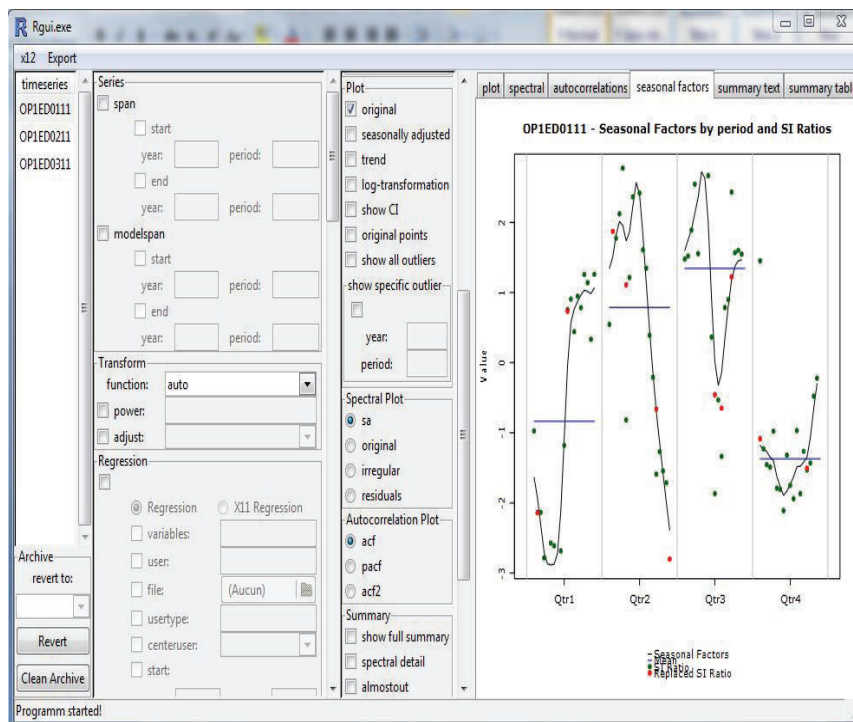 Rgui.exe
x12 Export
timeseries
OP1ED0111
OP1ED0211
OP1ED0311
Archive
revert to:
Revert
Clean Archive
Series
span
start
year: period:
end
year: period:
modelspan
start
year: period:
end
year: period:
Transform
function: auto
power:
adjust:
Regression
Regression X11 Regression
variables:
user:
file: (Aucun)
usertype:
centeruser:
start:
Plot
original
seasonally adjusted
trend
log-transformation
show CI
original points
show all outliers
show specific outlier
year:
period:
Spectral Plot
sa
original
irregular
residuals
Autocorrelation Plot
acf
pacf
acf2
Summary
show full summary
spectral detail
almostout
plot spectral autocorrelations seasonal factors summary text summary table
OP1ED0111 - Seasonal Factors by period and SI Ratios
Value
2
1
0
-1
-2
-3
Qtr1 Qtr2 Qtr3 Qtr4
Seasonal Factors
Mean
SI Ratio
Replaced SI Ratio
Programm started!